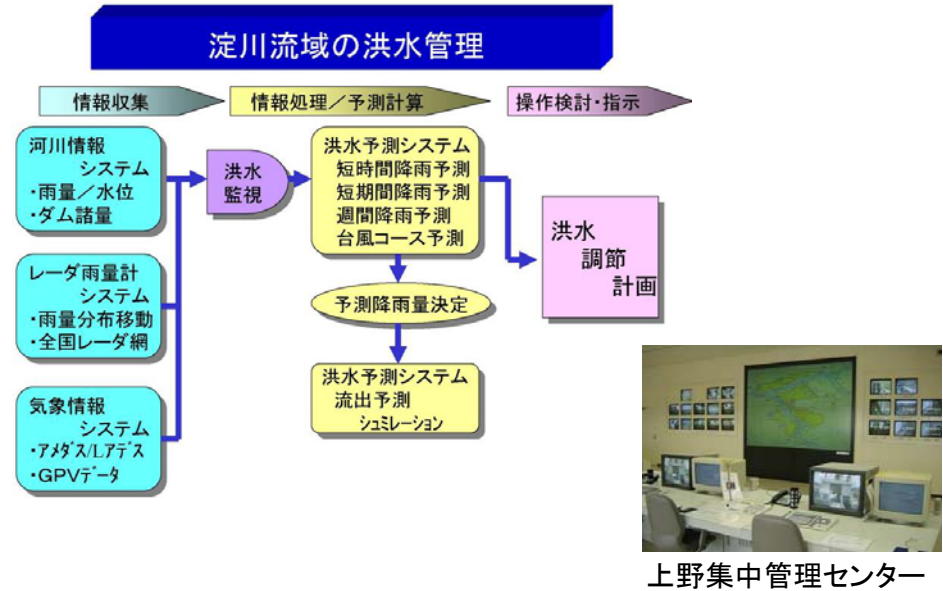 淀川流域の洪水管理
情報収集
情報処理／予測計算
操作検討・指示
河川情報
システム
・雨量／水位
・ダム諸量
レーダ雨量計
システム
・雨量分布移動
・全国レーダ網
気象情報
システム
・アメダス/Lアデス
・GPVデータ
洪水
監視
洪水予測システム
短時間降雨予測
短期間降雨予測
週間降雨予測
台風コース予測
予測降雨量決定
洪水予測システム
流出予測
シュミレーション
洪水
調節
計画
上野集中管理センター